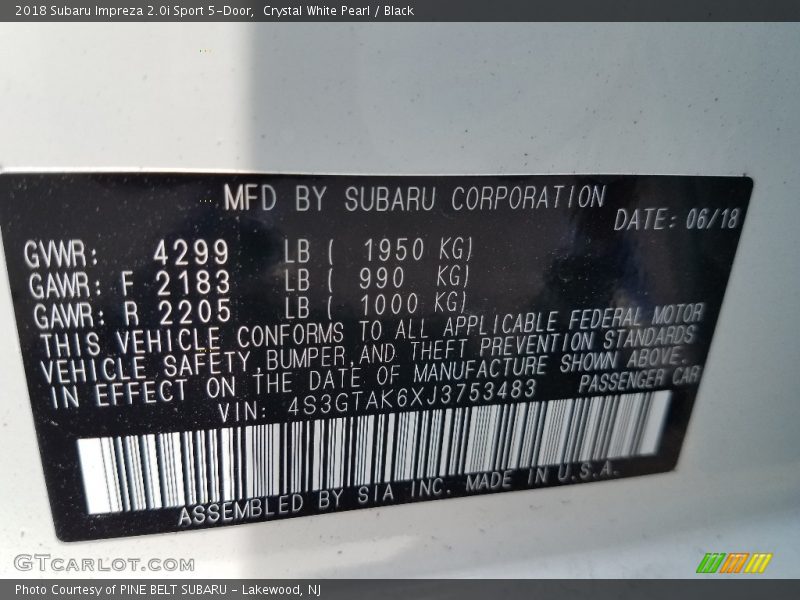 2018 Subaru Impreza 2.0i Sport 5-Door, Crystal White Pearl / Black
MFD BY SUBARU CORPORATION
DATE: 06/18
GVWR: 4299 LB ( 1950 KG)
GAWR: F 2183 LB ( 990 KG)
GAWR: R 2205 LB ( 1000 KG)
THIS VEHICLE CONFORMS TO ALL APPLICABLE FEDERAL MOTOR
VEHICLE SAFETY,BUMPER,AND THEFT PREVENTION STANDARDS
IN EFFECT ON THE DATE OF MANUFACTURE SHOWN ABOVE.
VIN: 4S3GTAK6XJ3753483 PASSENGER CAR
ASSEMBLED BY SIA INC. MADE IN U.S.A.
GTCARLOT.COM
Photo Courtesy of PINE BELT SUBARU - Lakewood, NJ